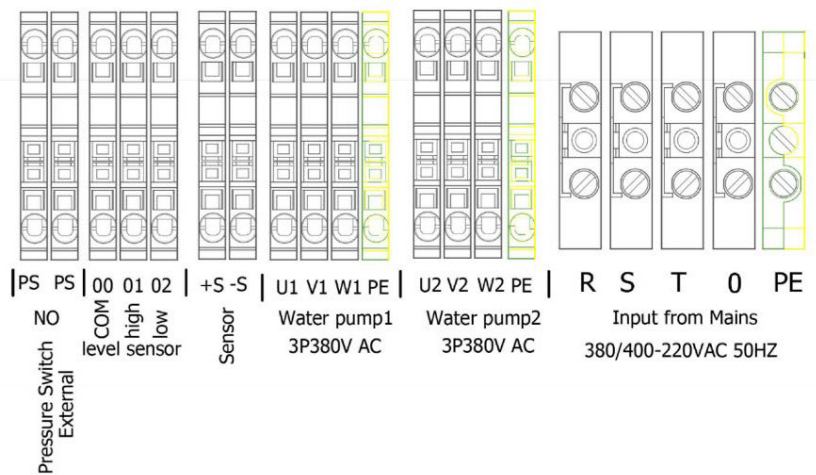 PS PS 00 01 02 +S -S U1 V1 W1 PE U2 V2 W2 PE R S T 0 PE
NO
COM
high
low
level sensor
Sensor
Water pump1
3P380V AC
Water pump2
3P380V AC
Input from Mains
380/400-220VAC 50HZ
Pressure Switch
External